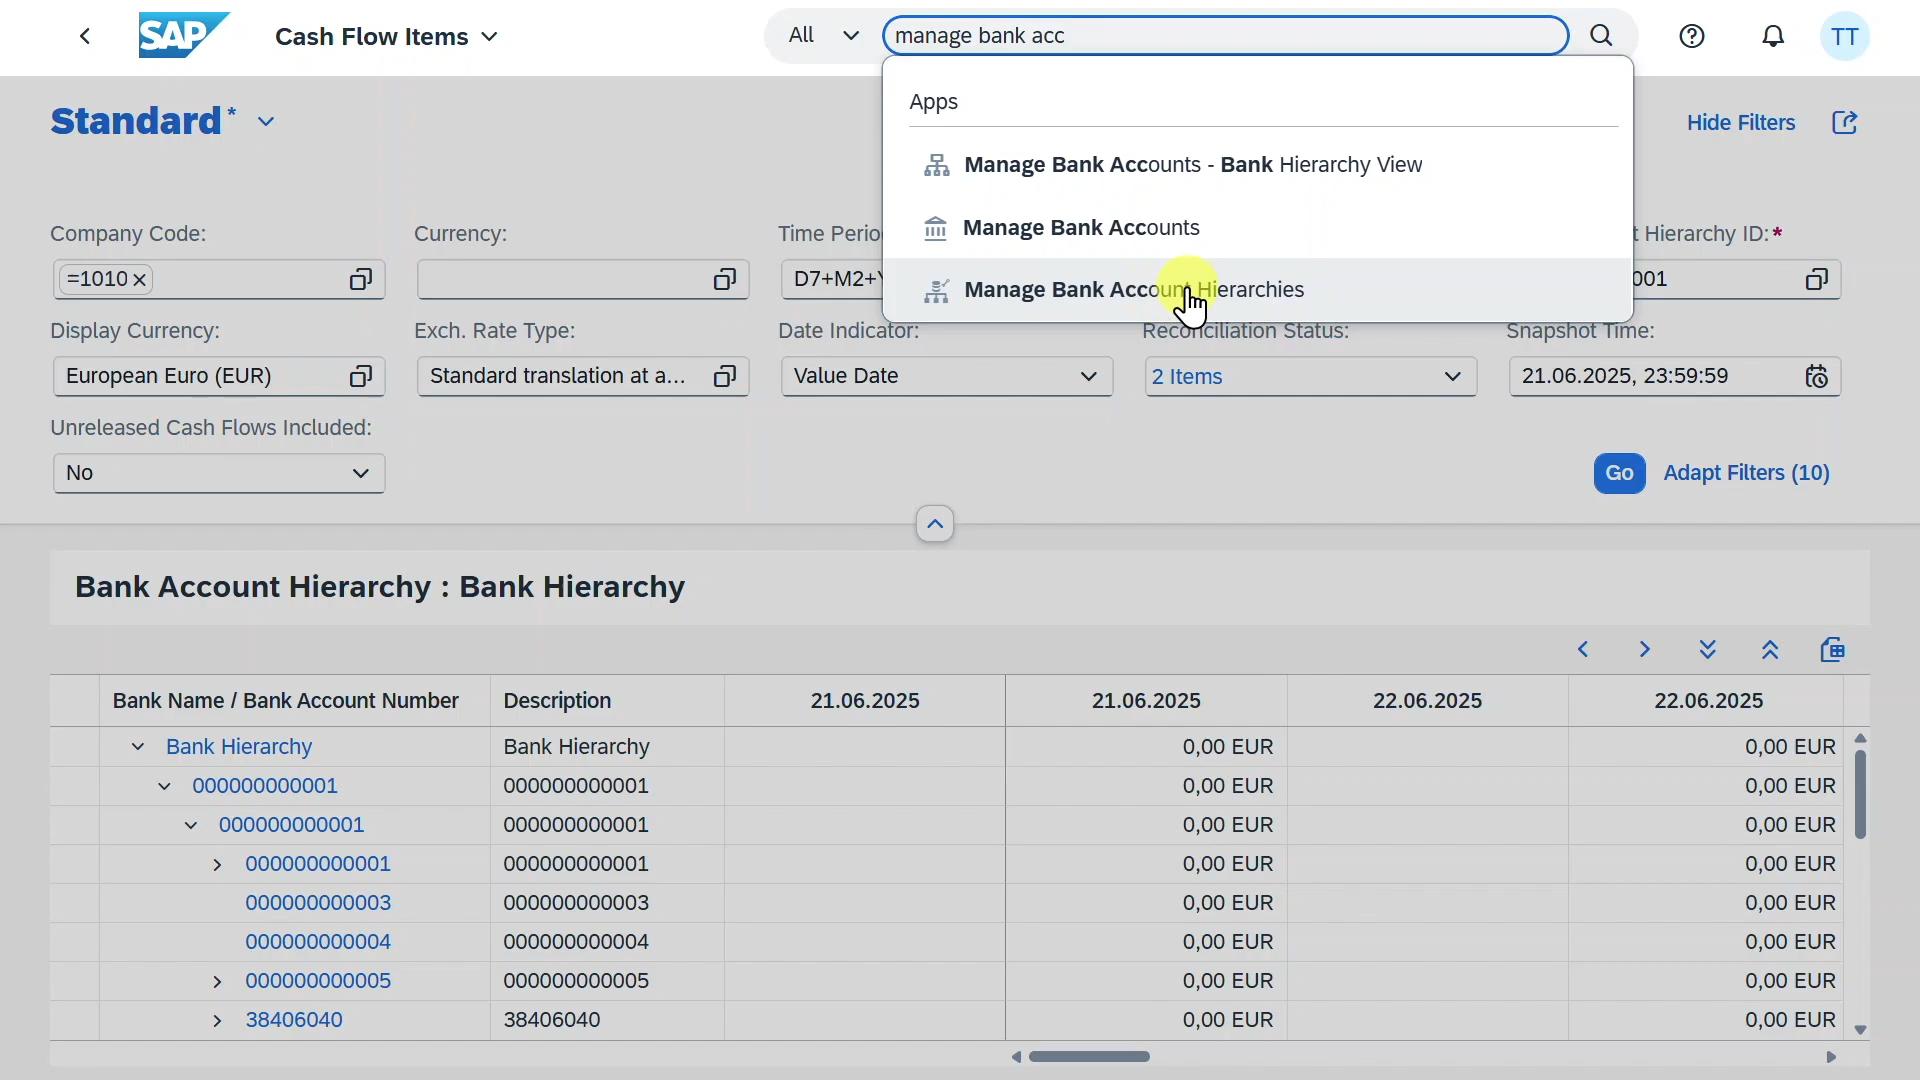 SAP
Cash Flow Items
All
manage bank acc
TT
Apps
Manage Bank Accounts - Bank Hierarchy View
Manage Bank Accounts
Manage Bank Account Hierarchies
Standard*
Hide Filters
Company Code:
Currency:
Time Perio
t Hierarchy ID:*
=1010
D7+M2+Y
001
Display Currency:
Exch. Rate Type:
Date Indicator:
Reconciliation Status:
Snapshot Time:
European Euro (EUR)
Standard translation at a...
Value Date
2 Items
21.06.2025, 23:59:59
Unreleased Cash Flows Included:
No
Go
Adapt Filters (10)
Bank Account Hierarchy : Bank Hierarchy
Bank Name / Bank Account Number Description 21.06.2025 21.06.2025 22.06.2025 22.06.2025
Bank Hierarchy Bank Hierarchy 0,00 EUR 0,00 EUR
000000000001 000000000001 0,00 EUR 0,00 EUR
000000000001 000000000001 0,00 EUR 0,00 EUR
000000000001 000000000001 0,00 EUR 0,00 EUR
000000000003 000000000003 0,00 EUR 0,00 EUR
000000000004 000000000004 0,00 EUR 0,00 EUR
000000000005 000000000005 0,00 EUR 0,00 EUR
38406040 38406040 0,00 EUR 0,00 EUR